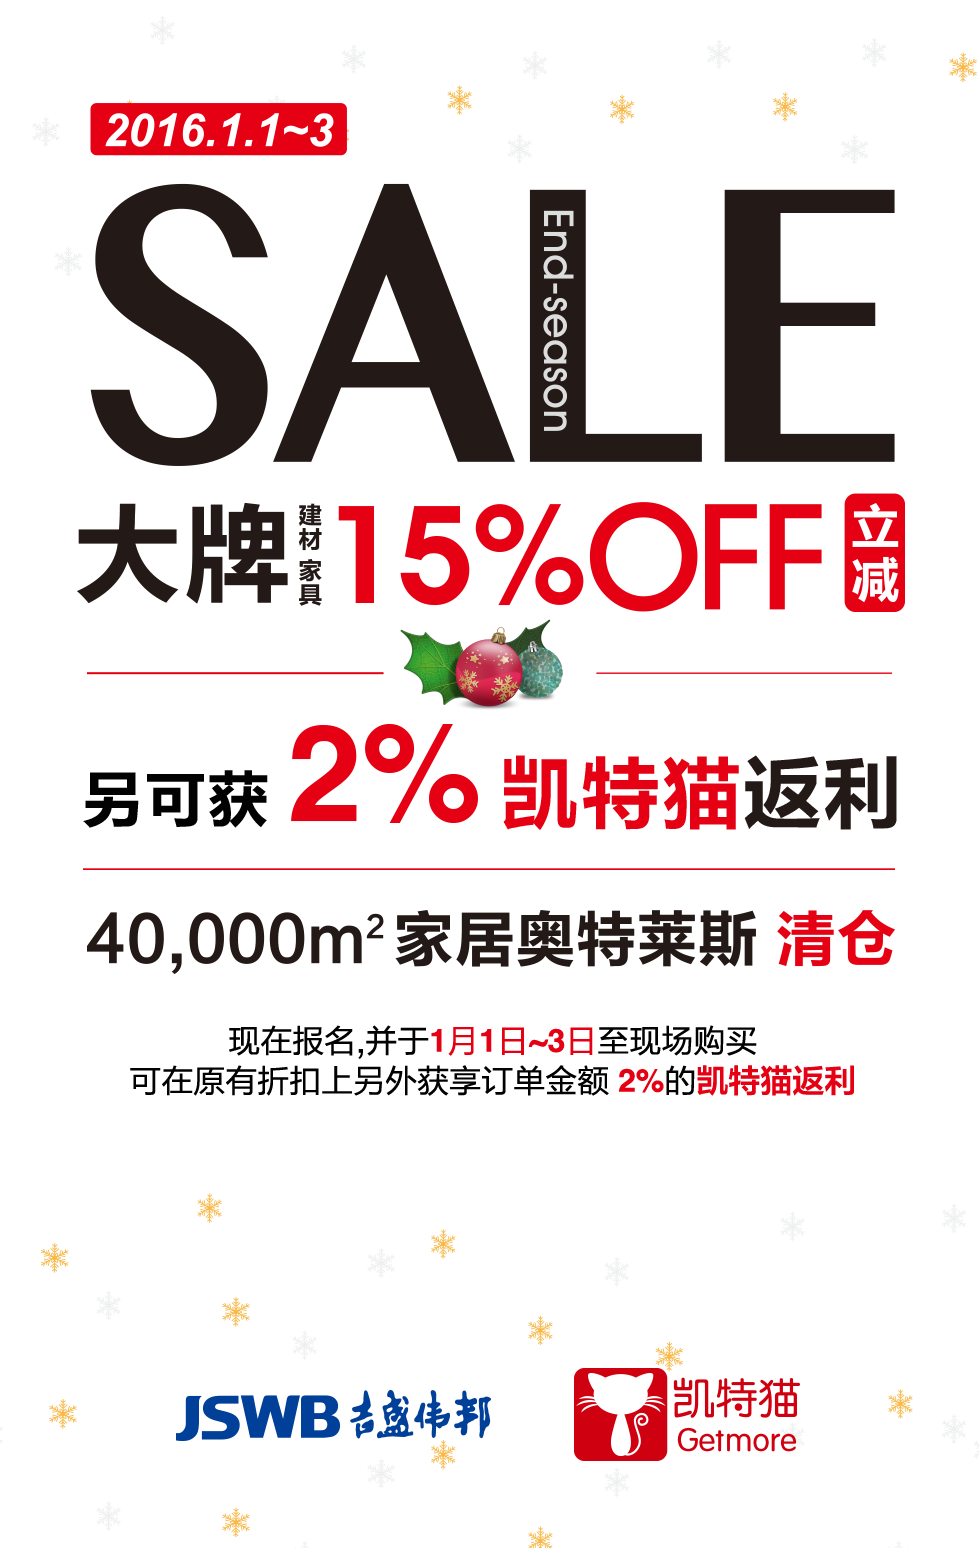 2016.1.1~3
SALE
End-season
大牌 建材 家具 15%OFF 立减
另可获 2% 凯特猫返利
40,000m² 家居奥特莱斯 清仓
现在报名,并于1月1日~3日至现场购买
可在原有折扣上另外获享订单金额 2%的凯特猫返利
JSWB 吉盛伟邦
凯特猫
Getmore